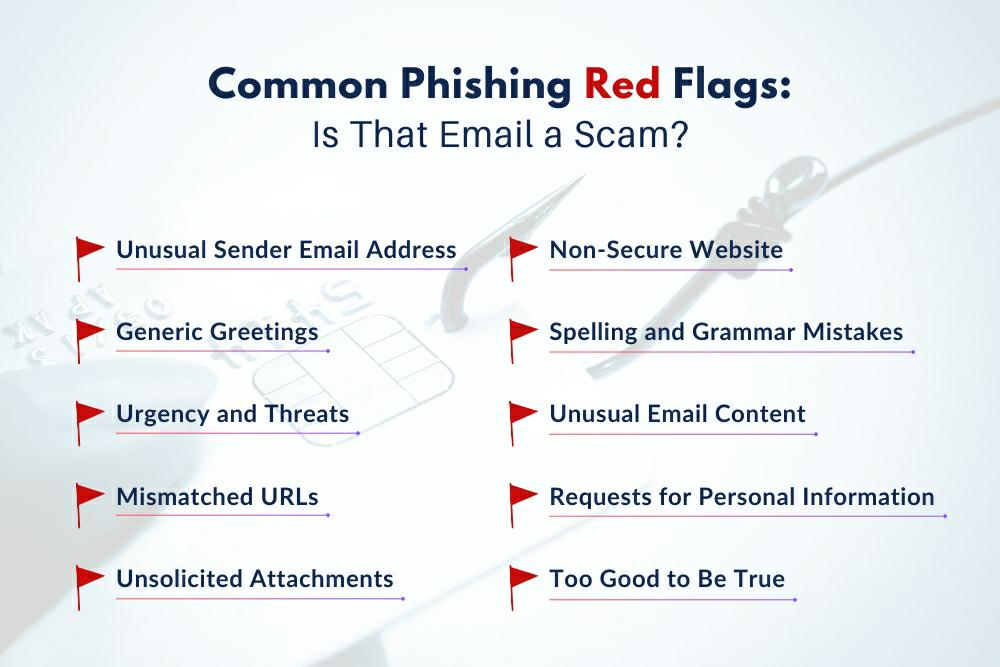 Common Phishing Red Flags:
Is That Email a Scam?
Unusual Sender Email Address
Generic Greetings
Urgency and Threats
Mismatched URLs
Unsolicited Attachments
Non-Secure Website
Spelling and Grammar Mistakes
Unusual Email Content
Requests for Personal Information
Too Good to Be True